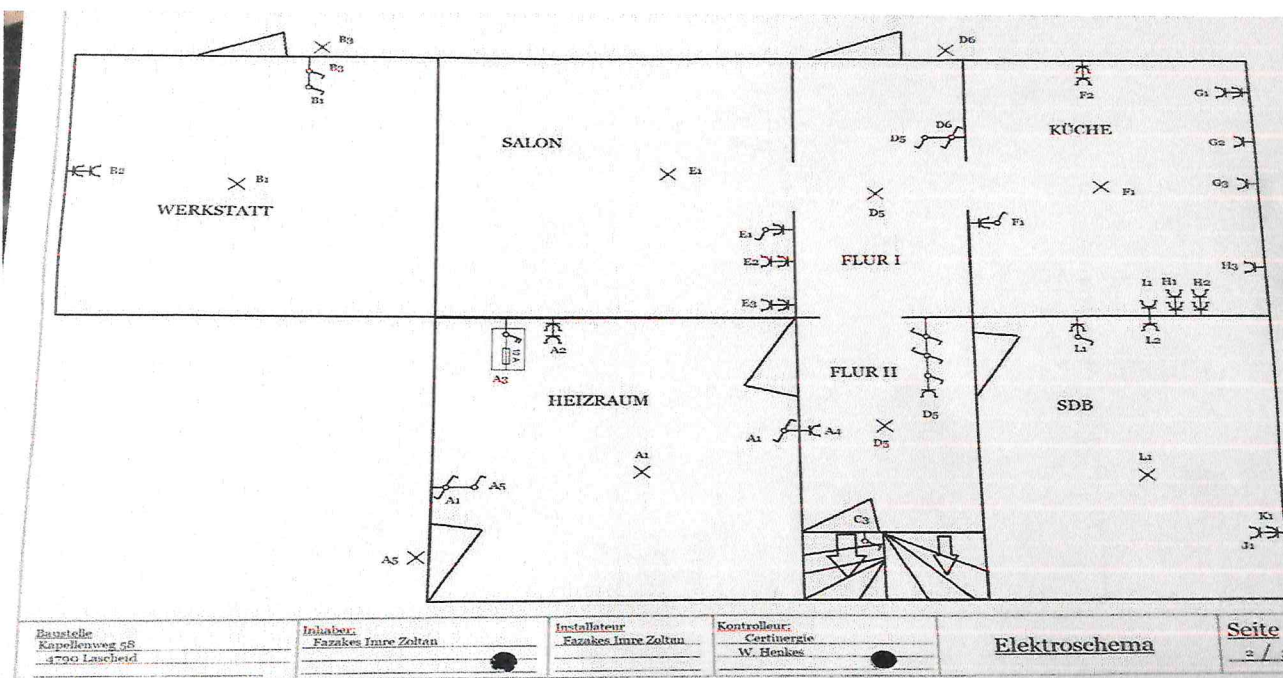 B3
D6
B3
B1
F2
G1
SALON
D5 D6
KÜCHE
G2
B2
B1
E1
G3
WERKSTATT
D5
F1
E1
F1
E2
FLUR I
H3
E3
I1 H1 H2
A2
L1
L2
A3
FLUR II
HEIZRAUM
SDB
D5
A1
A4
D5
A1
L1
A5
A1
C3
K1
J1
A5
Baustelle
Kapellenweg 58
4790 Lascheid
Inhaber:
Fazakes Imre Zoltan
Installateur
Fazakes Imre Zoltan
Kontrolleur:
Certinergie
W. Henkes
Elektroschema
Seite
2 /